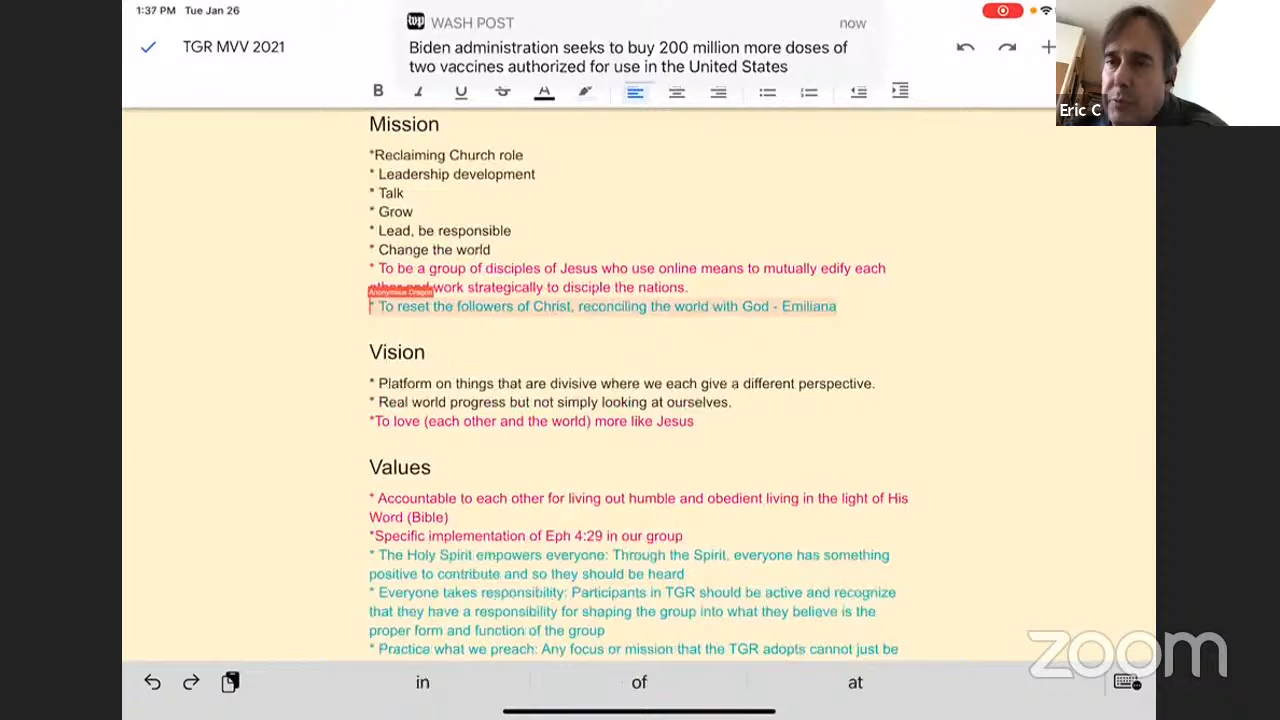 1:37 PM Tue Jan 26
WASH POST now
Biden administration seeks to buy 200 million more doses of
two vaccines authorized for use in the United States
TGR MVV 2021
Eric C
Mission
*Reclaiming Church role
* Leadership development
* Talk
* Grow
* Lead, be responsible
* Change the world
* To be a group of disciples of Jesus who use online means to mutually edify each
other and work strategically to disciple the nations.
Anonymous Dragon
* To reset the followers of Christ, reconciling the world with God - Emiliana
Vision
* Platform on things that are divisive where we each give a different perspective.
* Real world progress but not simply looking at ourselves.
*To love (each other and the world) more like Jesus
Values
* Accountable to each other for living out humble and obedient living in the light of His
Word (Bible)
*Specific implementation of Eph 4:29 in our group
* The Holy Spirit empowers everyone: Through the Spirit, everyone has something
positive to contribute and so they should be heard
* Everyone takes responsibility: Participants in TGR should be active and recognize
that they have a responsibility for shaping the group into what they believe is the
proper form and function of the group
* Practice what we preach: Any focus or mission that the TGR adopts cannot just be
zoom
in of at